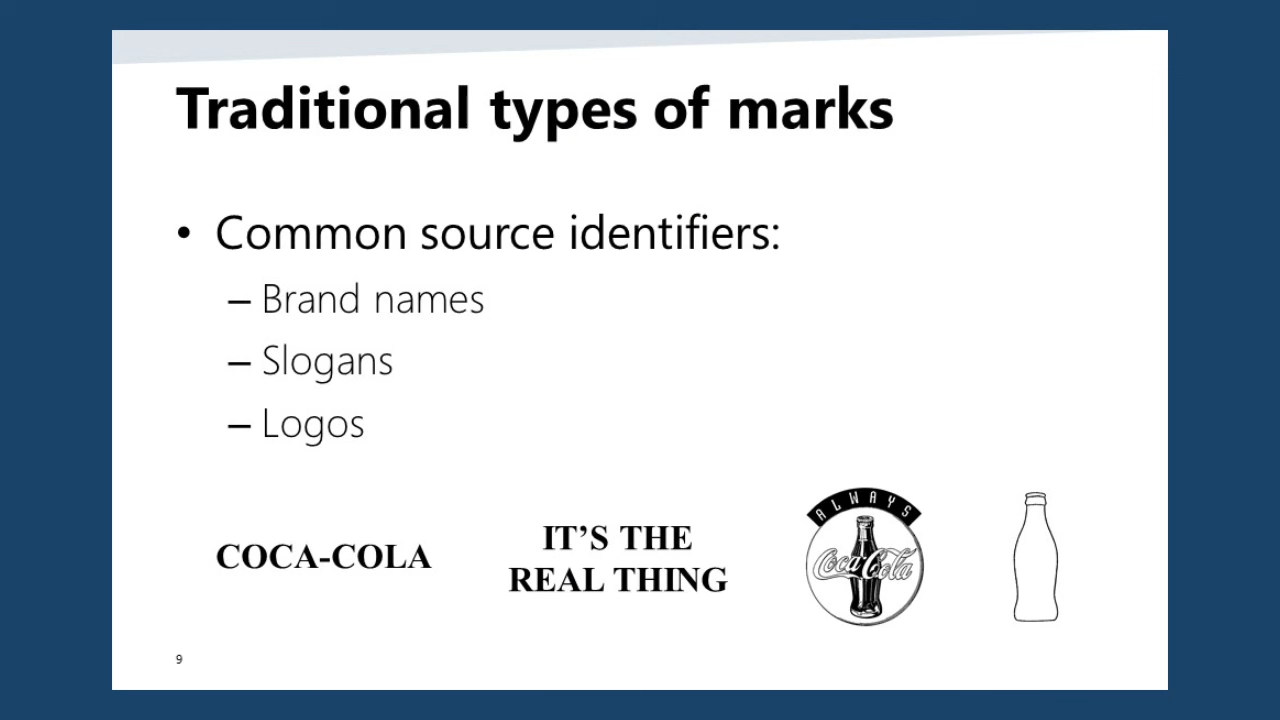 Traditional types of marks
• Common source identifiers:
– Brand names
– Slogans
– Logos
COCA-COLA
IT’S THE
REAL THING
ALWAYS
Coca-Cola
9